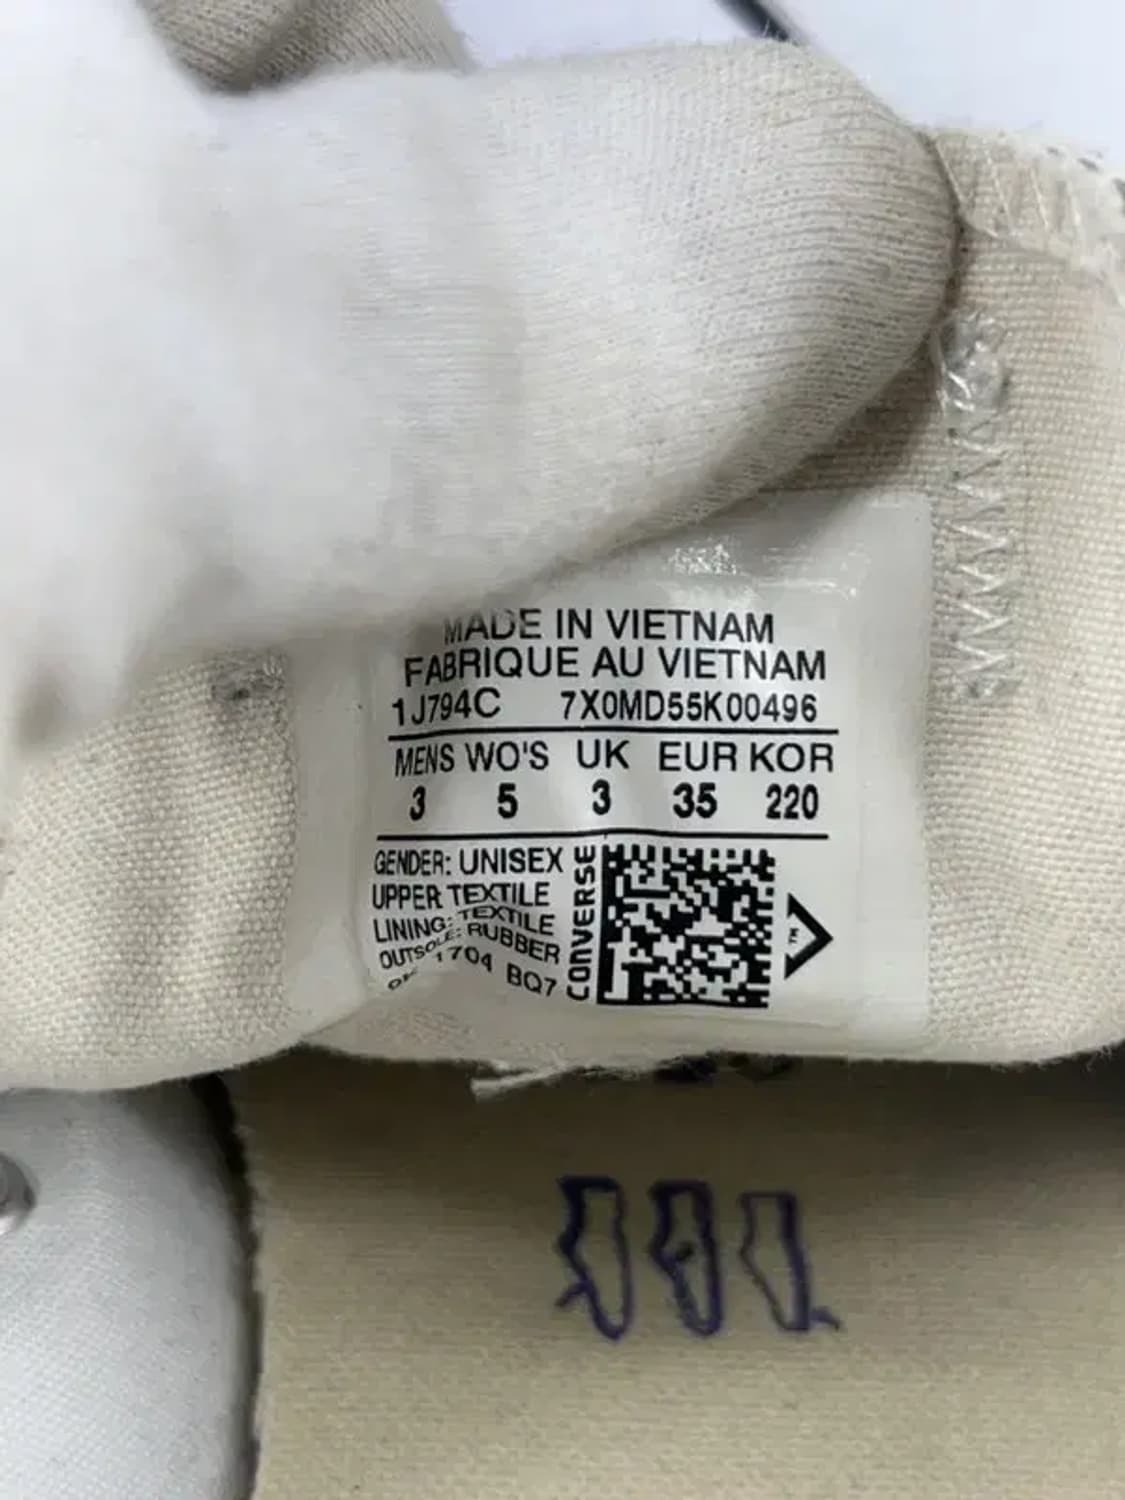 MADE IN VIETNAM
FABRIQUE AU VIETNAM
1J794C 7X0MD55K00496
MENS WO'S UK EUR KOR
3 5 3 35 220
GENDER: UNISEX
UPPER TEXTILE
LINING: TEXTILE
OUTSOLE: RUBBER
1704 BQ7
CONVERSE
TM